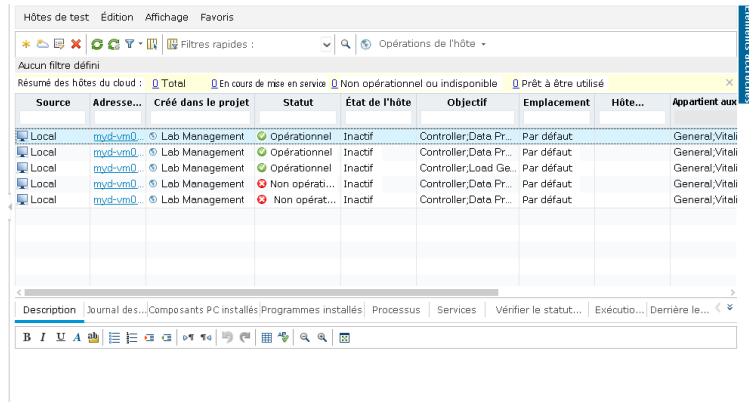 Hôtes de test Édition Affichage Favoris
Filtres rapides : Opérations de l'hôte
Aucun filtre défini
Résumé des hôtes du cloud : 0 Total 0 En cours de mise en service 0 Non opérationnel ou indisponible 0 Prêt à être utilisé
Source Adresse... Créé dans le projet Statut État de l'hôte Objectif Emplacement Hôte... Appartient aux
Local myd-vm0... Lab Management Opérationnel Inactif Controller;Data Pr... Par défaut General;Vitali
Local myd-vm0... Lab Management Opérationnel Inactif Controller;Data Pr... Par défaut General;Vitali
Local myd-vm0... Lab Management Opérationnel Inactif Controller;Load Ge... Par défaut General;Vitali
Local myd-vm0... Lab Management Non opérati... Inactif Controller;Data Pr... Par défaut General;Vitali
Local myd-vm0... Lab Management Non opérat... Inactif Controller;Data Pr... Par défaut General;Vitali
Description Journal des... Composants PC installés Programmes installés Processus Services Vérifier le statut... Exécutio... Derrière le...
B I U A ab